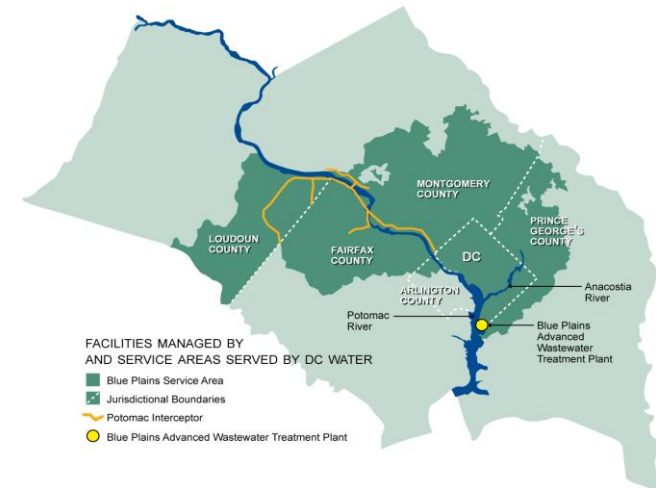 MONTGOMERY
COUNTY
PRINCE
GEORGE'S
COUNTY
LOUDOUN
COUNTY
FAIRFAX
COUNTY
DC
ARLINGTON
COUNTY
Anacostia
River
Potomac
River
Blue Plains
Advanced
Wastewater
Treatment Plant
FACILITIES MANAGED BY
AND SERVICE AREAS SERVED BY DC WATER
Blue Plains Service Area
Jurisdictional Boundaries
Potomac Interceptor
Blue Plains Advanced Wastewater Treatment Plant